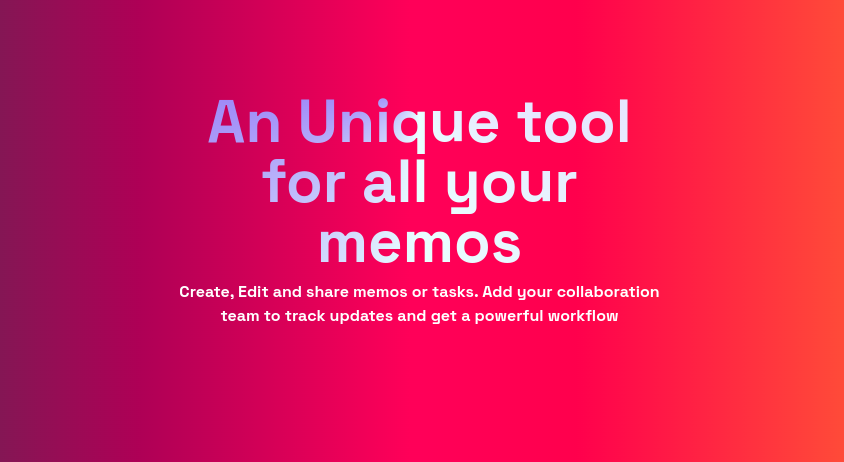 An Unique tool
for all your
memos
Create, Edit and share memos or tasks. Add your collaboration
team to track updates and get a powerful workflow